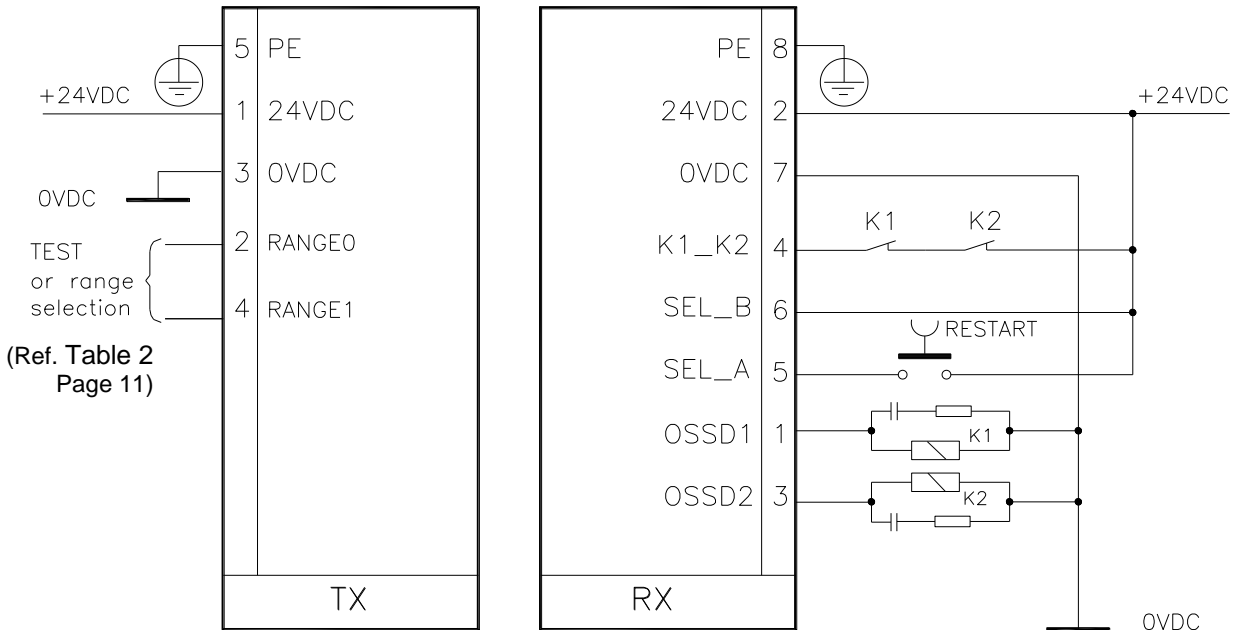 5 PE
+24VDC
1 24VDC
3 0VDC
0VDC
2 RANGE0
TEST
or range
selection
4 RANGE1
(Ref. Table 2
Page 11)
TX
PE 8
+24VDC
24VDC 2
0VDC 7
K1 K2
K1_K2 4
SEL_B 6
RESTART
SEL_A 5
OSSD1 1
K1
OSSD2 3
K2
RX
0VDC